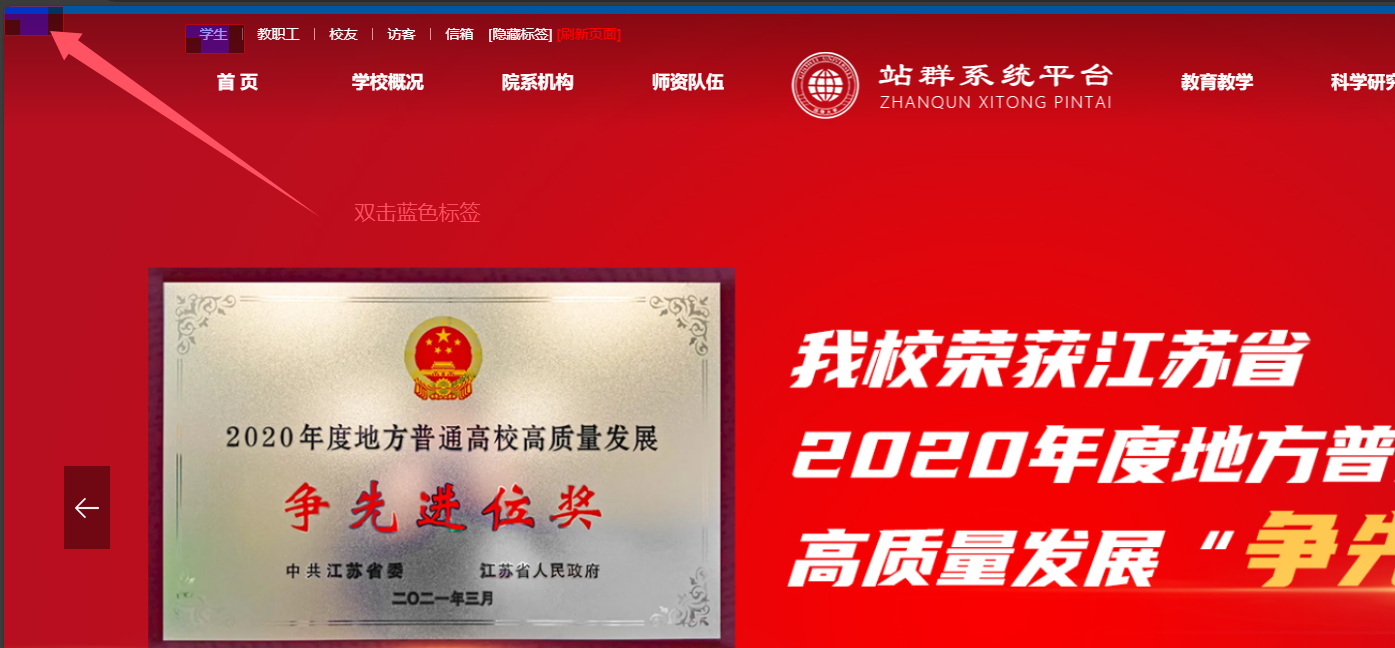 学生 | 教职工 | 校友 | 访客 | 信箱 [隐藏标签] [刷新页面]
首 页 学校概况 院系机构 师资队伍 站群系统平台 教育教学 科学研究
ZHANQUN XITONG PINTAI
双击蓝色标签
2020年度地方普通高校高质量发展
争先进位奖
中共江苏省委 江苏省人民政府
二〇二一年三月
我校荣获江苏省
2020年度地方普
高质量发展“争先